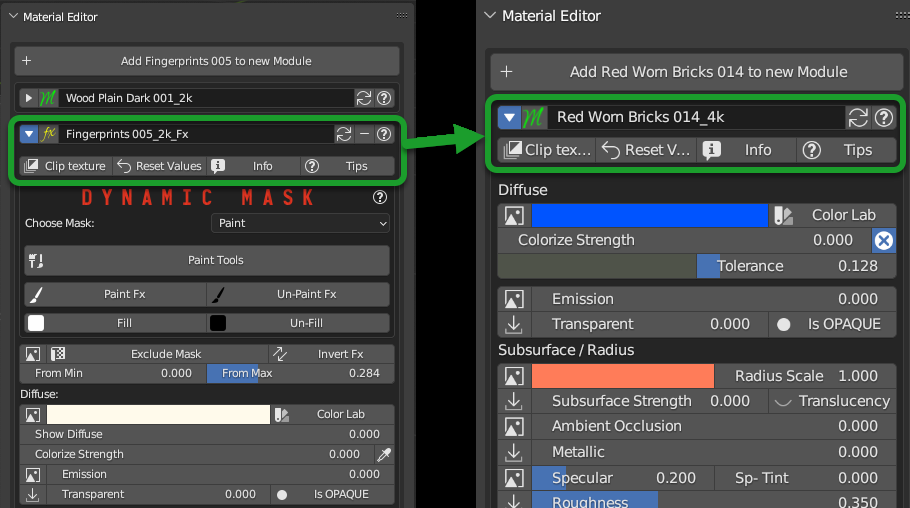 Material Editor
Add Fingerprints 005 to new Module
Wood Plain Dark 001_2k
Fingerprints 005_2k_Fx
Clip texture Reset Values Info Tips
DYNAMIC MASK
Choose Mask: Paint
Paint Tools
Paint Fx Un-Paint Fx
Fill Un-Fill
Exclude Mask Invert Fx
From Min 0.000 From Max 0.284
Diffuse:
Color Lab
Show Diffuse 0.000
Colorize Strength 0.000
Emission 0.000
Transparent 0.000 Is OPAQUE
Material Editor
Add Red Worn Bricks 014 to new Module
Red Worn Bricks 014_4k
Clip tex... Reset V... Info Tips
Diffuse
Color Lab
Colorize Strength 0.000
Tolerance 0.128
Emission 0.000
Transparent 0.000 Is OPAQUE
Subsurface / Radius
Radius Scale 1.000
Subsurface Strength 0.000 Translucency
Ambient Occlusion 0.000
Metallic 0.000
Specular 0.200 Sp- Tint 0.000
Roughness 0.350